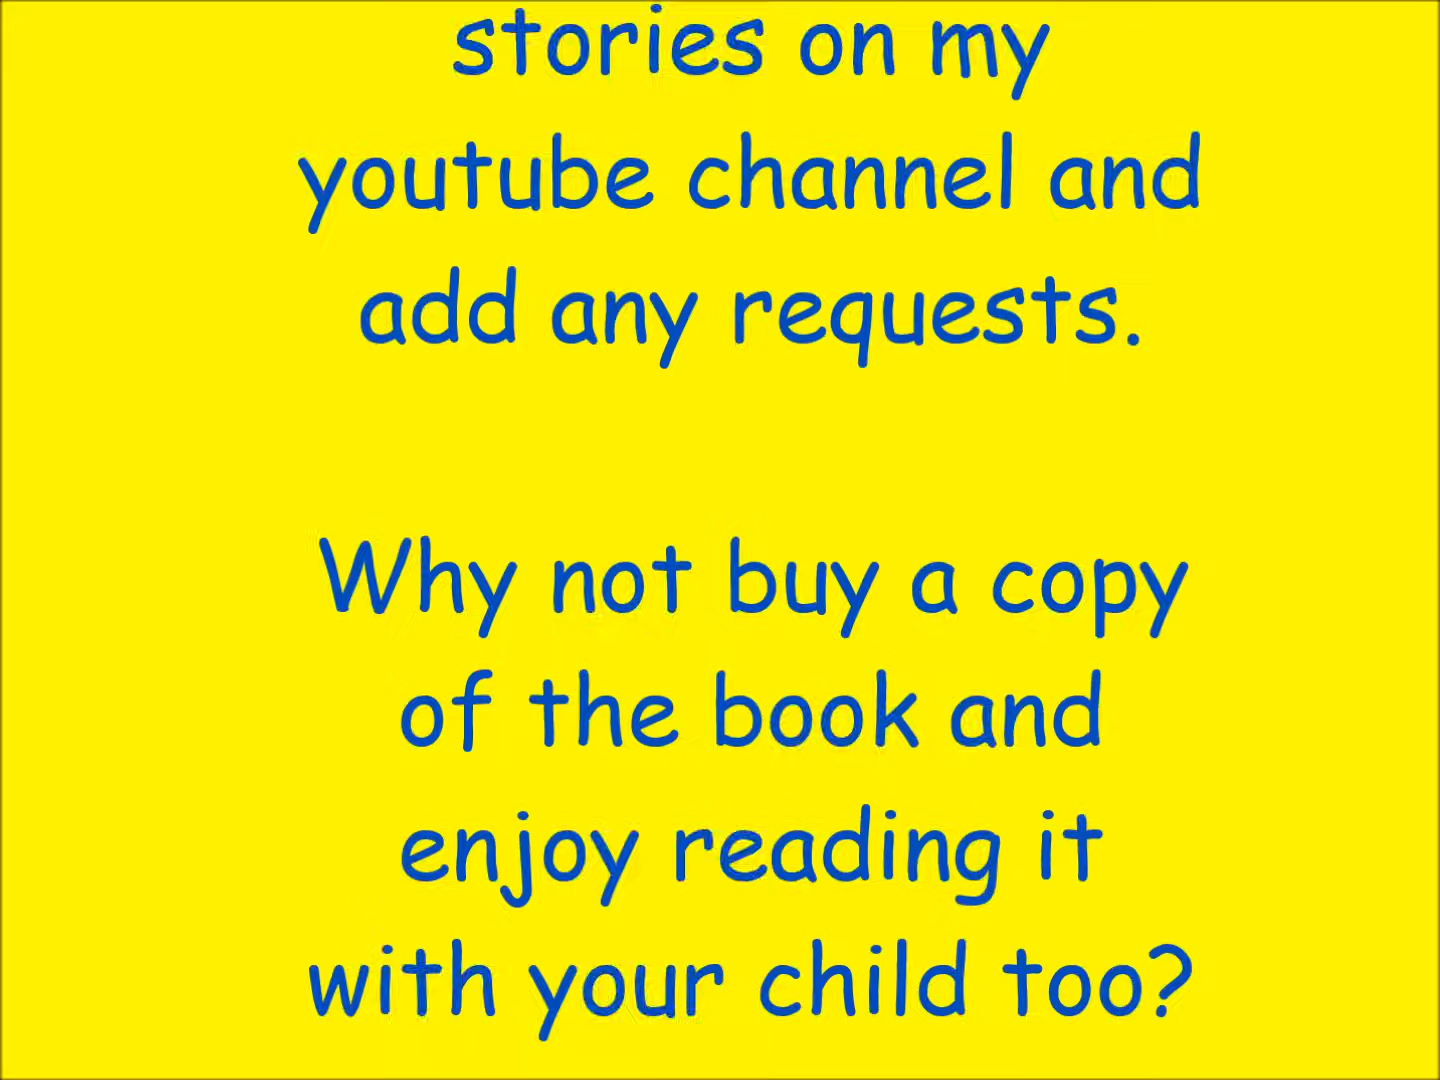 stories on my
youtube channel and
add any requests.
Why not buy a copy
of the book and
enjoy reading it
with your child too?